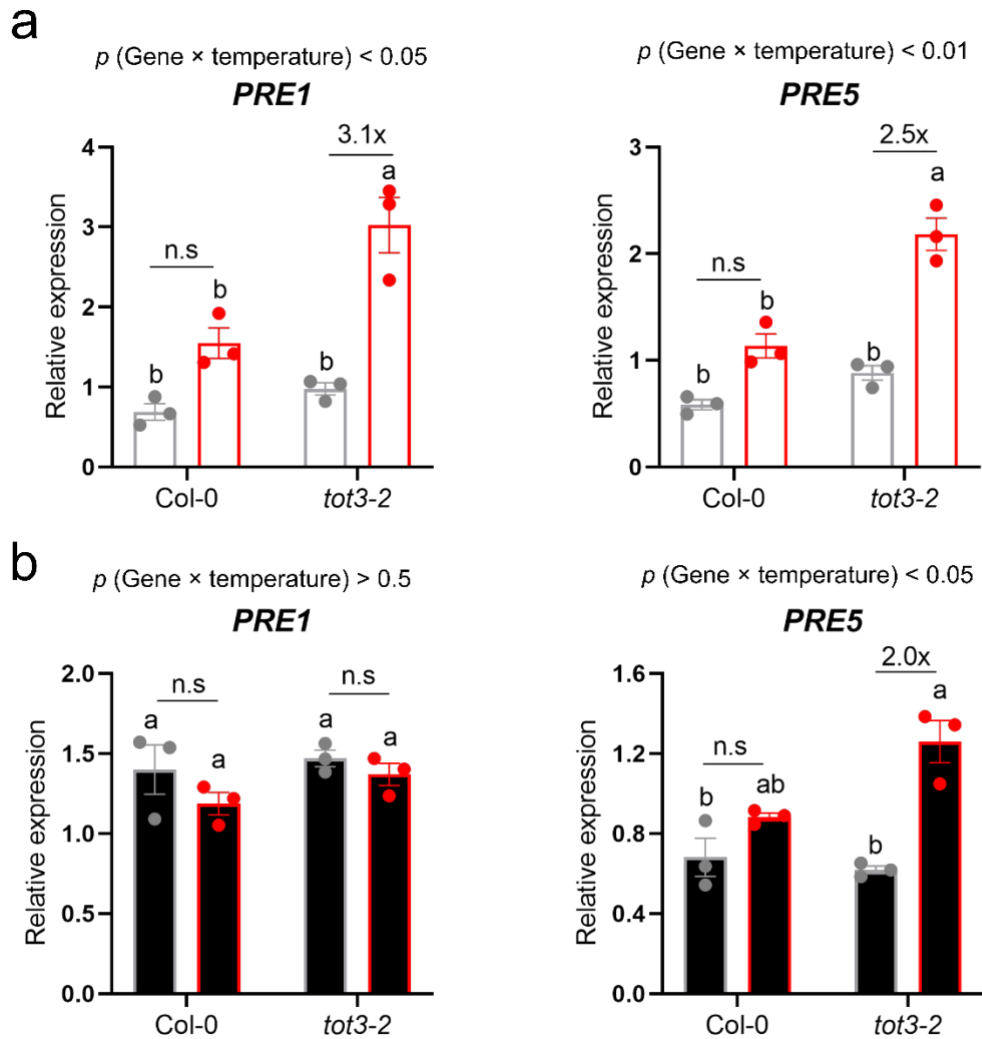 a
p (Gene × temperature) < 0.05
PRE1
Relative expression
4
3
2
1
0
n.s
3.1x
b
b
b
a
Col-0
tot3-2
p (Gene × temperature) < 0.01
PRE5
Relative expression
3
2
1
0
n.s
2.5x
b
b
b
a
Col-0
tot3-2
b
p (Gene × temperature) > 0.5
PRE1
Relative expression
2.0
1.5
1.0
0.5
0.0
n.s
n.s
a
a
a
a
Col-0
tot3-2
p (Gene × temperature) < 0.05
PRE5
Relative expression
1.6
1.2
0.8
0.4
0.0
n.s
2.0x
b
ab
b
a
Col-0
tot3-2